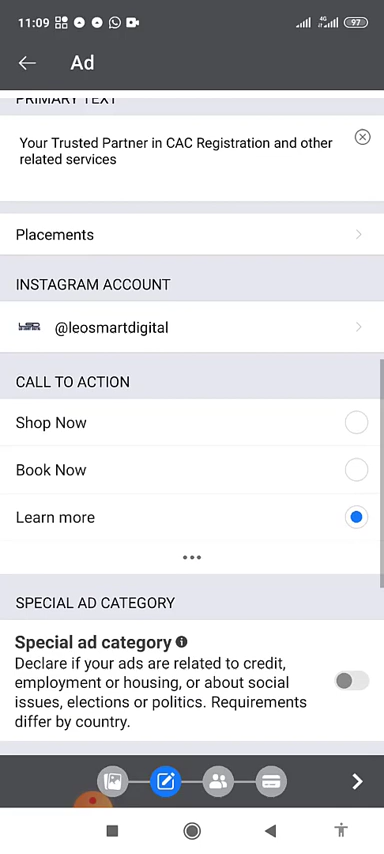 11:09
4G
97
Ad
PRIMARY TEXT
Your Trusted Partner in CAC Registration and other
related services
Placements
INSTAGRAM ACCOUNT
@leosmartdigital
CALL TO ACTION
Shop Now
Book Now
Learn more
SPECIAL AD CATEGORY
Special ad category
Declare if your ads are related to credit,
employment or housing, or about social
issues, elections or politics. Requirements
differ by country.